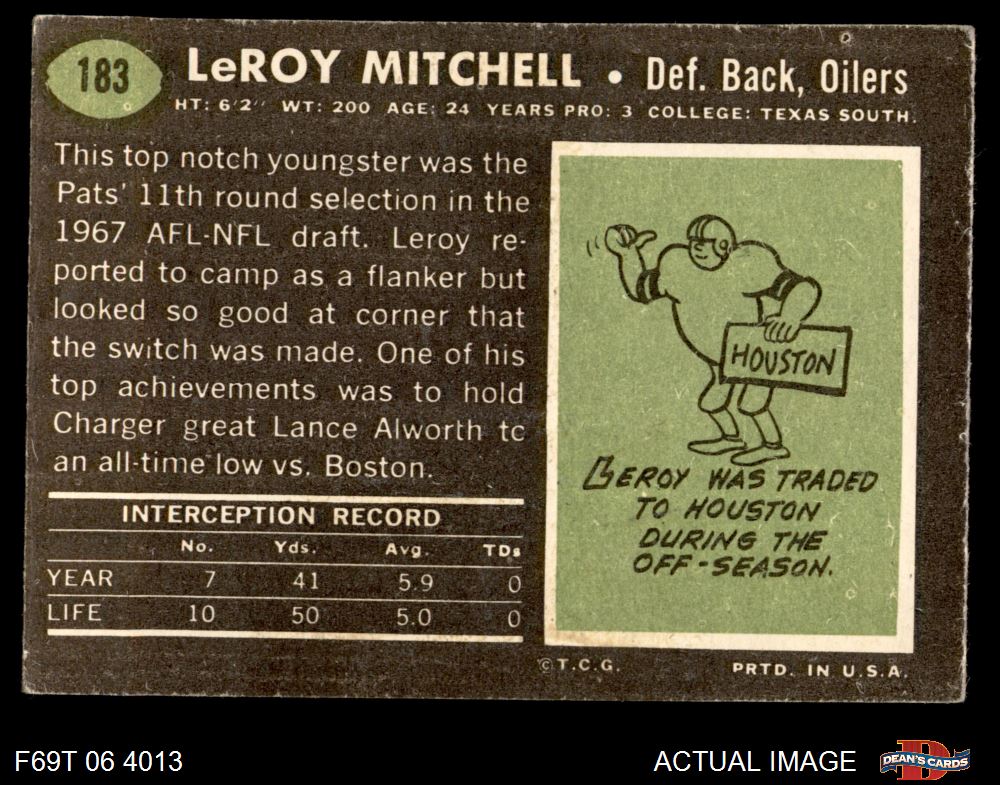 183
LeROY MITCHELL • Def. Back, Oilers
HT: 6'2" WT: 200 AGE: 24 YEARS PRO: 3 COLLEGE: TEXAS SOUTH.
This top notch youngster was the
Pats' 11th round selection in the
1967 AFL-NFL draft. Leroy re-
ported to camp as a flanker but
looked so good at corner that
the switch was made. One of his
top achievements was to hold
Charger great Lance Alworth to
an all-time low vs. Boston.
INTERCEPTION RECORD
No. Yds. Avg. TDs
YEAR 7 41 5.9 0
LIFE 10 50 5.0 0
HOUSTON
LEROY WAS TRADED
TO HOUSTON
DURING THE
OFF-SEASON.
© T.C.G. PRTD. IN U.S.A.
F69T 06 4013 ACTUAL IMAGE
DEAN'S CARDS